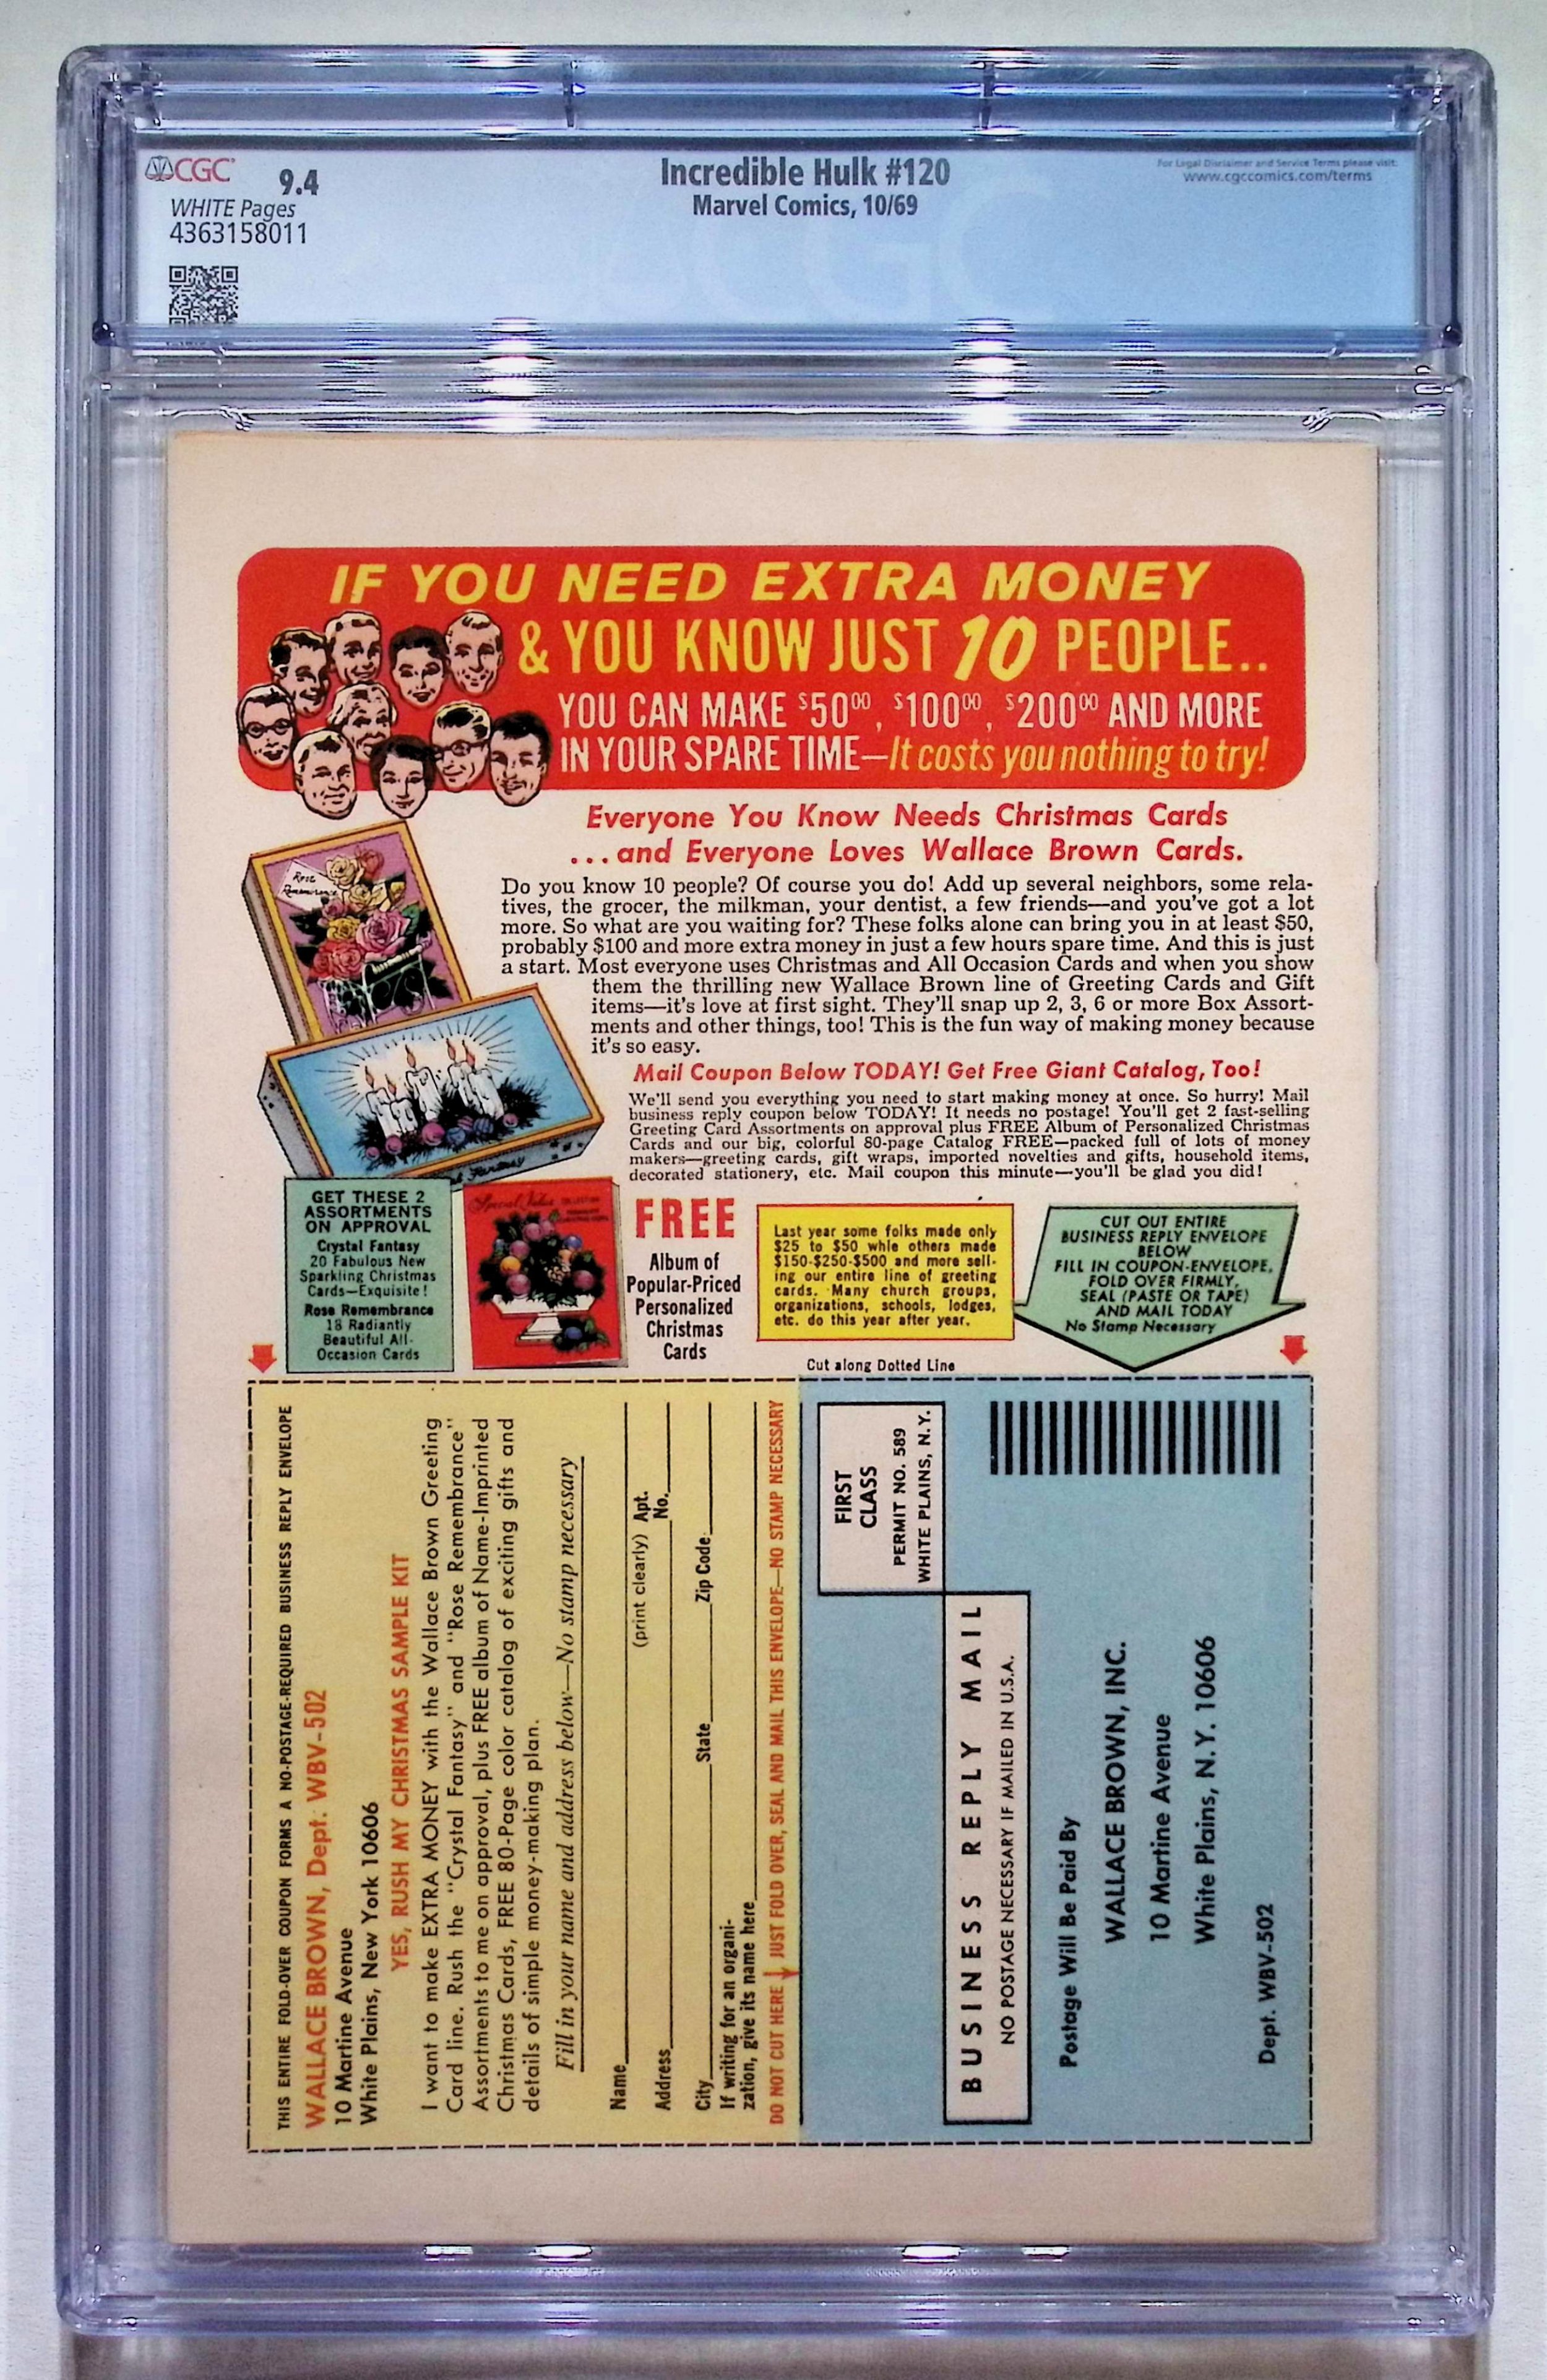 CGC
9.4
WHITE Pages
4363158011
Incredible Hulk #120
Marvel Comics, 10/69
For Legal Disclaimer and Service Terms please visit:
www.cgccomics.com/terms
IF YOU NEED EXTRA MONEY
& YOU KNOW JUST 10 PEOPLE..
YOU CAN MAKE $50.00, $100.00, $200.00 AND MORE
IN YOUR SPARE TIME—It costs you nothing to try!
Everyone You Know Needs Christmas Cards
...and Everyone Loves Wallace Brown Cards.
Rose
Remembrance
Do you know 10 people? Of course you do! Add up several neighbors, some rela-
tives, the grocer, the milkman, your dentist, a few friends—and you've got a lot
more. So what are you waiting for? These folks alone can bring you in at least $50,
probably $100 and more extra money in just a few hours spare time. And this is just
a start. Most everyone uses Christmas and All Occasion Cards and when you show
them the thrilling new Wallace Brown line of Greeting Cards and Gift
items—it's love at first sight. They'll snap up 2, 3, 6 or more Box Assort-
ments and other things, too! This is the fun way of making money because
it's so easy.
Mail Coupon Below TODAY! Get Free Giant Catalog, Too!
We'll send you everything you need to start making money at once. So hurry! Mail
business reply coupon below TODAY! It needs no postage! You'll get 2 fast-selling
Greeting Card Assortments on approval plus FREE Album of Personalized Christmas
Cards and our big, colorful 80-page Catalog FREE—packed full of lots of money
makers—greeting cards, gift wraps, imported novelties and gifts, household items,
decorated stationery, etc. Mail coupon this minute—you'll be glad you did!
Fantasy
GET THESE 2
ASSORTMENTS
ON APPROVAL
Crystal Fantasy
20 Fabulous New
Sparkling Christmas
Cards—Exquisite!
Rose Remembrance
18 Radiantly
Beautiful All-
Occasion Cards
Special Value
FREE
Album of
Popular-Priced
Personalized
Christmas
Cards
Last year some folks made only
$25 to $50 whle others made
$150-$250-$500 and more sell-
ing our entire line of greeting
cards. Many church groups,
organizations, schools, lodges,
etc. do this year after year.
CUT OUT ENTIRE
BUSINESS REPLY ENVELOPE
BELOW
FILL IN COUPON-ENVELOPE,
FOLD OVER FIRMLY,
SEAL (PASTE OR TAPE)
AND MAIL TODAY
No Stamp Necessary
Cut along Dotted Line
THIS ENTIRE FOLD-OVER COUPON FORMS A NO-POSTAGE-REQUIRED BUSINESS REPLY ENVELOPE
WALLACE BROWN, Dept. WBV-502
10 Martine Avenue
White Plains, New York 10606
YES, RUSH MY CHRISTMAS SAMPLE KIT
I want to make EXTRA MONEY with the Wallace Brown Greeting
Card line. Rush the "Crystal Fantasy" and "Rose Remembrance"
Assortments to me on approval, plus FREE album of Name-Imprinted
Christmas Cards, FREE 80-Page color catalog of exciting gifts and
details of simple money-making plan.
Fill in your name and address below—No stamp necessary
Name
(print clearly)
Address Apt. No.
City State Zip Code
If writing for an organi-
zation, give its name here
DO NOT CUT HERE JUST FOLD OVER, SEAL AND MAIL THIS ENVELOPE—NO STAMP NECESSARY
FIRST
CLASS
PERMIT NO. 589
WHITE PLAINS, N.Y.
BUSINESS REPLY MAIL
NO POSTAGE NECESSARY IF MAILED IN U.S.A.
Postage Will Be Paid By
WALLACE BROWN, INC.
10 Martine Avenue
White Plains, N.Y. 10606
Dept. WBV-502